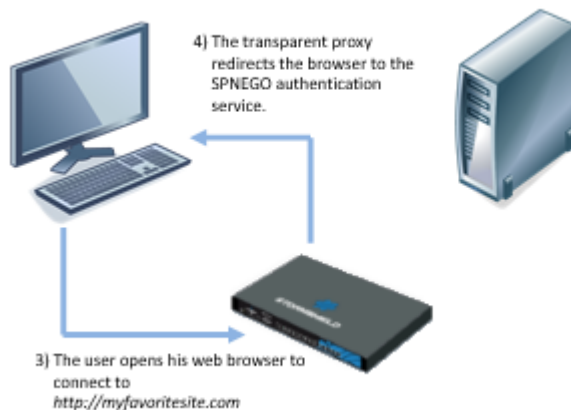 4) The transparent proxy
redirects the browser to the
SPNEGO authentication
service.
STORMSHIELD
3) The user opens his web browser to
connect to
http://myfavoritesite.com